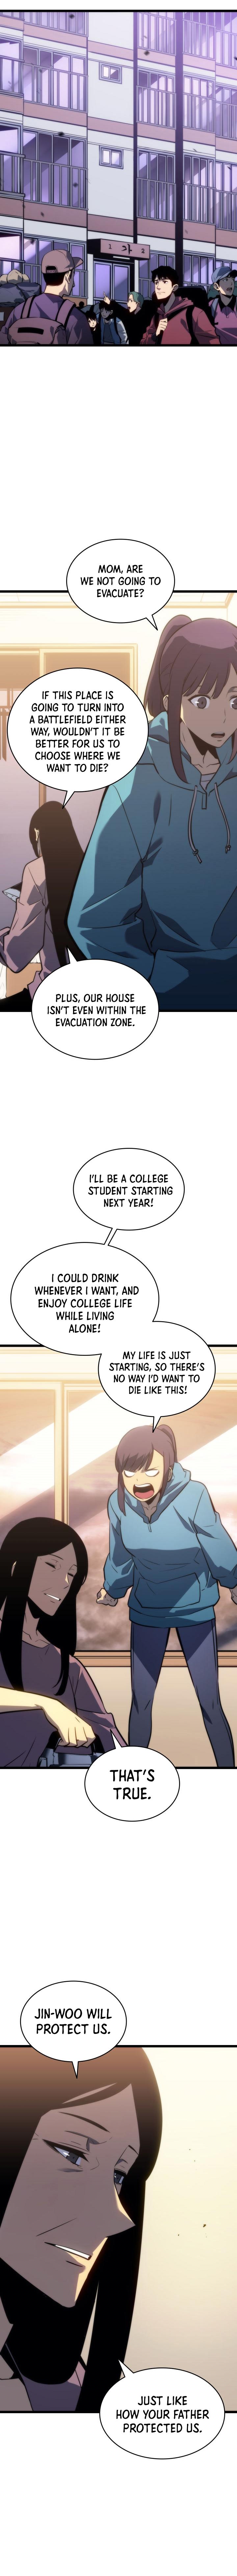 1 가 2
MOM, ARE
WE NOT GOING TO
EVACUATE?
IF THIS PLACE IS
GOING TO TURN INTO
A BATTLEFIELD EITHER
WAY, WOULDN'T IT BE
BETTER FOR US TO
CHOOSE WHERE WE
WANT TO DIE?
PLUS, OUR HOUSE
ISN'T EVEN WITHIN THE
EVACUATION ZONE.
I'LL BE A COLLEGE
STUDENT STARTING
NEXT YEAR!
I COULD DRINK
WHENEVER I WANT, AND
ENJOY COLLEGE LIFE
WHILE LIVING
ALONE!
MY LIFE IS JUST
STARTING, SO THERE'S
NO WAY I'D WANT TO
DIE LIKE THIS!
THAT'S
TRUE.
JIN-WOO WILL
PROTECT US.
JUST LIKE
HOW YOUR FATHER
PROTECTED US.